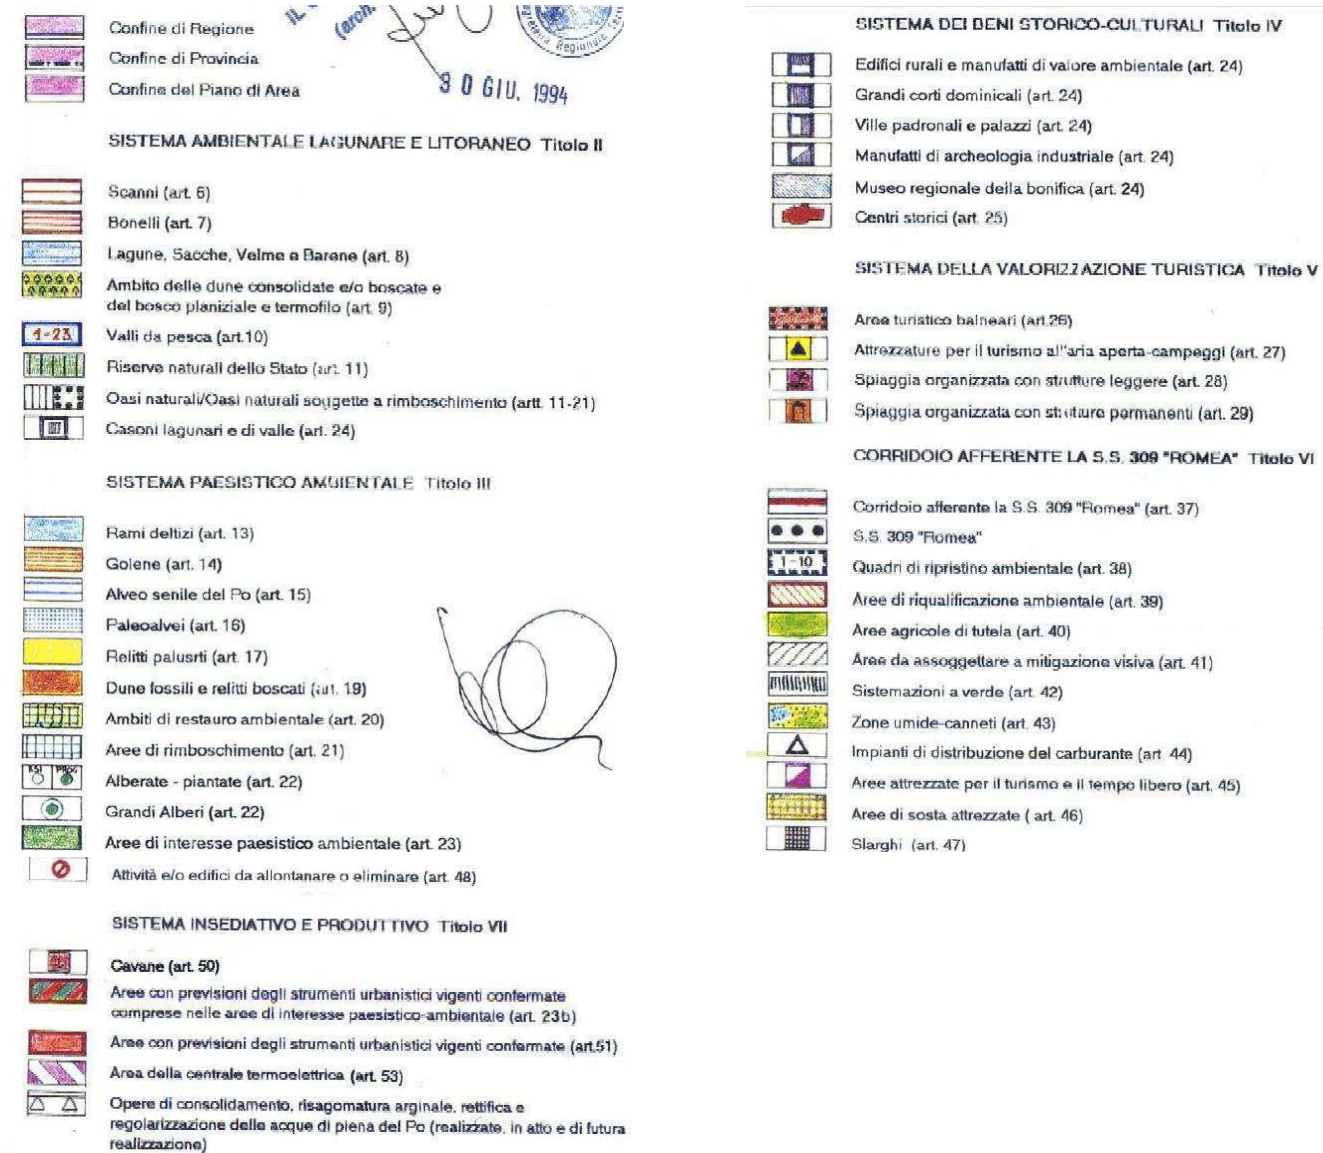 IL
(arch.
Regionale
Confine di Regione
Confine di Provincia
Confine del Piano di Area
30 GIU. 1994
SISTEMA AMBIENTALE LAGUNARE E LITORANEO Titolo II
Scanni (art. 6)
Bonelli (art. 7)
Lagune, Sacche, Velme e Barene (art. 8)
Ambito delle dune consolidate e/o boscate e
del bosco planiziale e termofilo (art. 9)
1-23 Valli da pesca (art.10)
Riserve naturali dello Stato (art. 11)
Oasi naturali/Oasi naturali soggette a rimboschimento (artt. 11-21)
Casoni lagunari e di valle (art. 24)
SISTEMA PAESISTICO AMBIENTALE Titolo III
Rami deltizi (art. 13)
Golene (art. 14)
Alveo senile del Po (art. 15)
Paleoalvei (art. 16)
Relitti palusrti (art. 17)
Dune fossili e relitti boscati (art. 19)
Ambiti di restauro ambientale (art. 20)
Aree di rimboschimento (art. 21)
PROG Alberate - piantate (art. 22)
Grandi Alberi (art. 22)
Aree di interesse paesistico ambientale (art. 23)
Attività e/o edifici da allontanare o eliminare (art. 48)
SISTEMA INSEDIATIVO E PRODUTTIVO Titolo VII
Cavane (art. 50)
Aree con previsioni degli strumenti urbanistici vigenti confermate
comprese nelle aree di interesse paesistico-ambientale (art. 23b)
Aree con previsioni degli strumenti urbanistici vigenti confermate (art.51)
Area della centrale termoelettrica (art. 53)
Opere di consolidamento, risagomatura arginale, rettifica e
regolarizzazione delle acque di piena del Po (realizzate, in atto e di futura
realizzazione)
SISTEMA DEI BENI STORICO-CULTURALI Titolo IV
Edifici rurali e manufatti di valore ambientale (art. 24)
Grandi corti dominicali (art. 24)
Ville padronali e palazzi (art. 24)
Manufatti di archeologia industriale (art. 24)
Museo regionale della bonifica (art. 24)
Centri storici (art. 25)
SISTEMA DELLA VALORIZZAZIONE TURISTICA Titolo V
Aree turistico balneari (art.26)
Attrezzature per il turismo all'aria aperta-campeggi (art. 27)
Spiaggia organizzata con strutture leggere (art. 28)
Spiaggia organizzata con strutture permanenti (art. 29)
CORRIDOIO AFFERENTE LA S.S. 309 "ROMEA" Titolo VI
Corridoio afferente la S.S. 309 "Romea" (art. 37)
S.S. 309 "Romea"
1-10 Quadri di ripristino ambientale (art. 38)
Aree di riqualificazione ambientale (art. 39)
Aree agricole di tutela (art. 40)
Aree da assoggettare a mitigazione visiva (art. 41)
Sistemazioni a verde (art. 42)
Zone umide-canneti (art. 43)
Impianti di distribuzione del carburante (art. 44)
Aree attrezzate per il turismo e il tempo libero (art. 45)
Aree di sosta attrezzate ( art. 46)
Slarghi (art. 47)